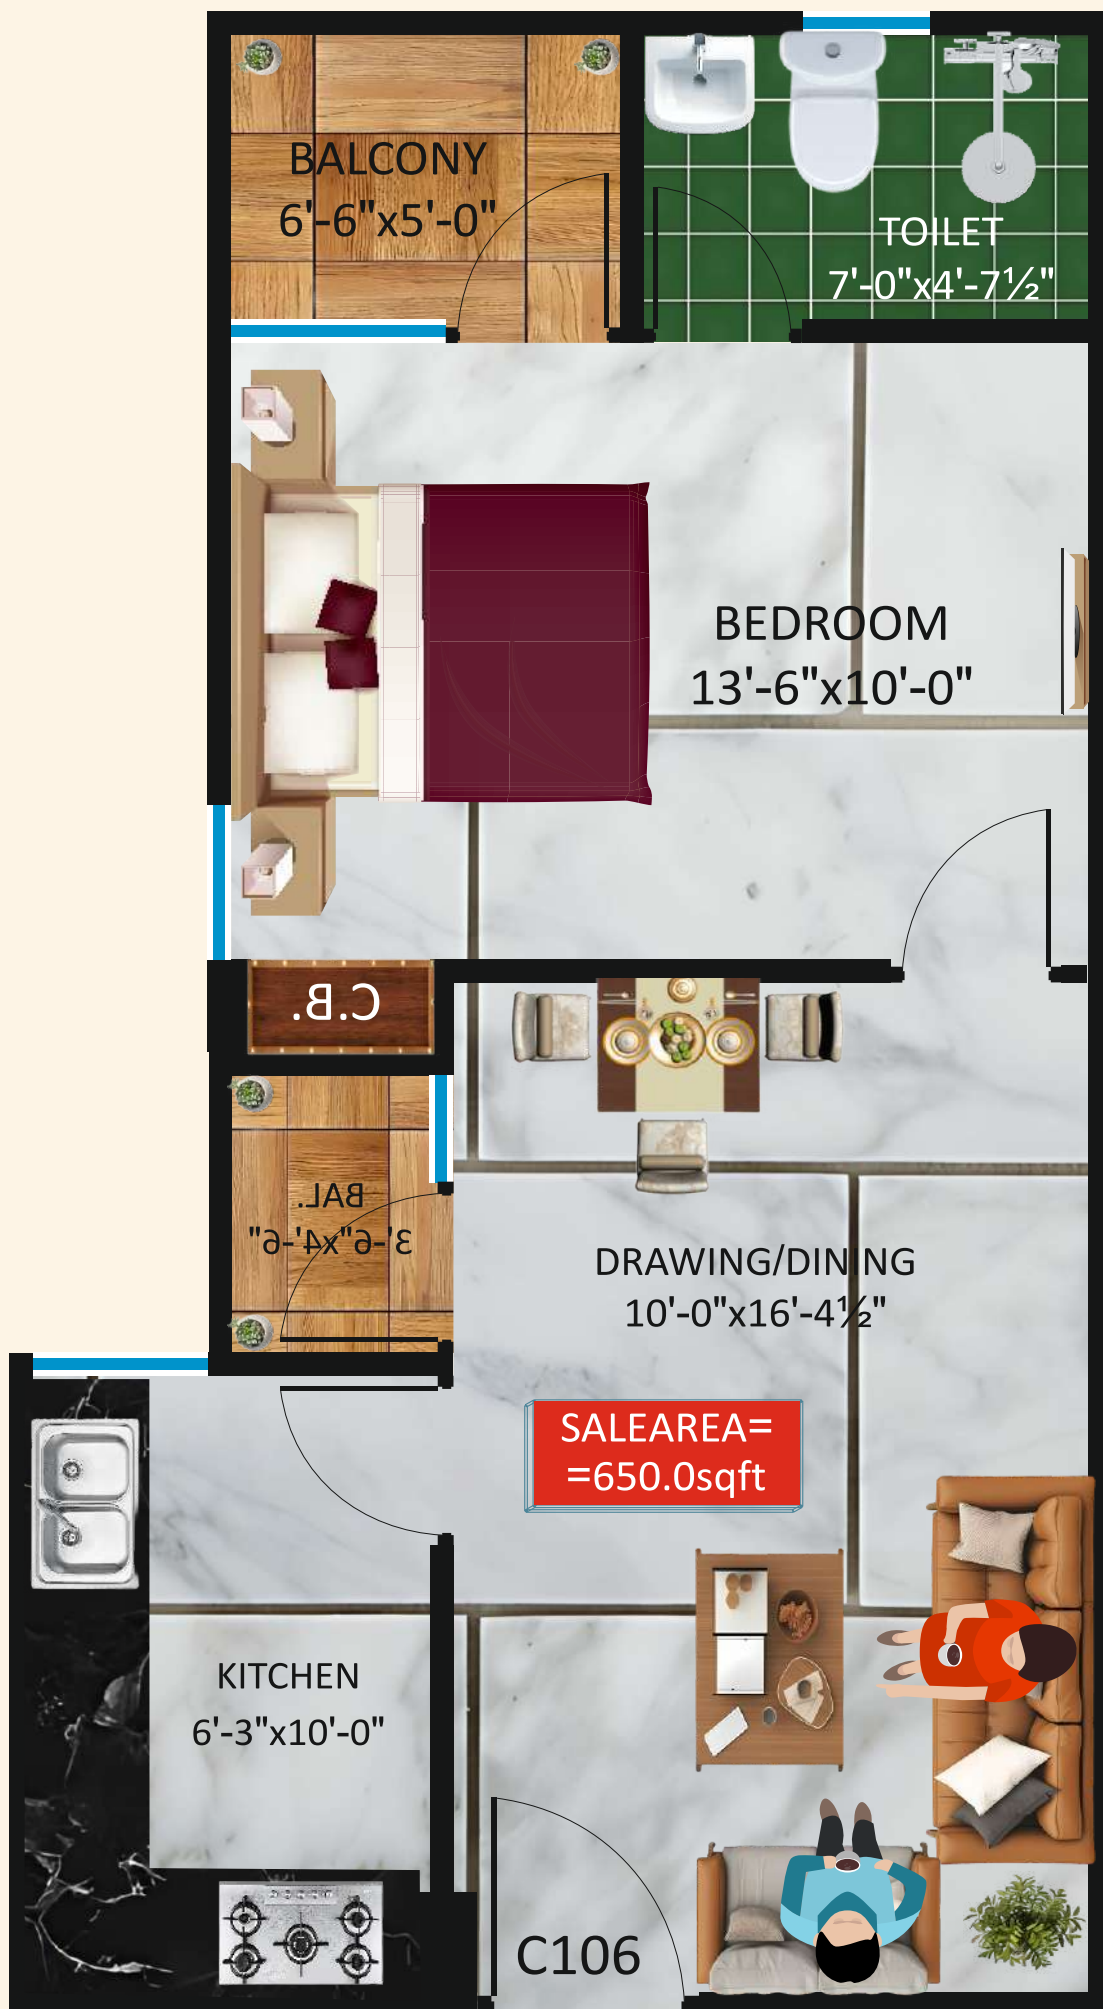 BALCONY
6'-6"x5'-0"
TOILET
7'-0"x4'-7½"
BEDROOM
13'-6"x10'-0"
C.B.
BAL.
3'-6"x4'-6"
DRAWING/DINING
10'-0"x16'-4½"
SALEAREA=
=650.0sqft
KITCHEN
6'-3"x10'-0"
C106